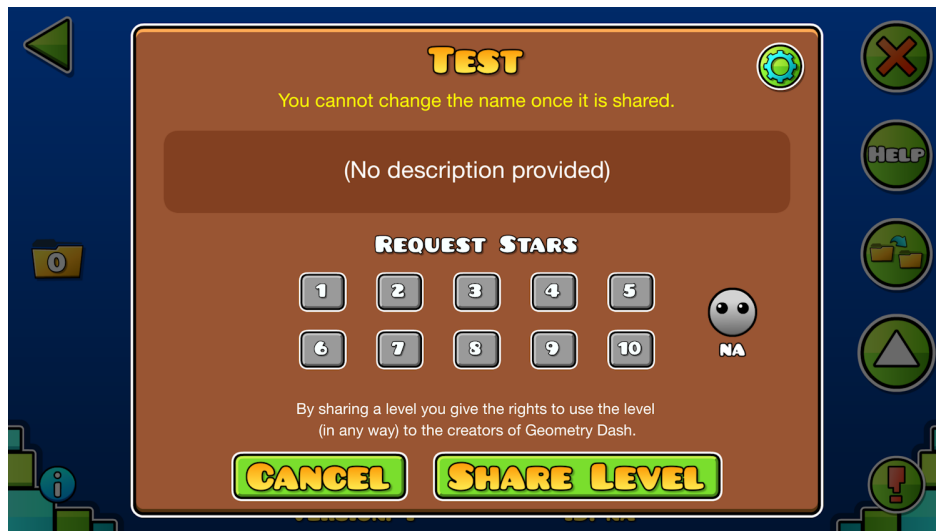 TEST
You cannot change the name once it is shared.
HELP
(No description provided)
REQUEST STARS
0
1 2 3 4 5
6 7 8 9 10
NA
By sharing a level you give the rights to use the level
(in any way) to the creators of Geometry Dash.
CANCEL SHARE LEVEL